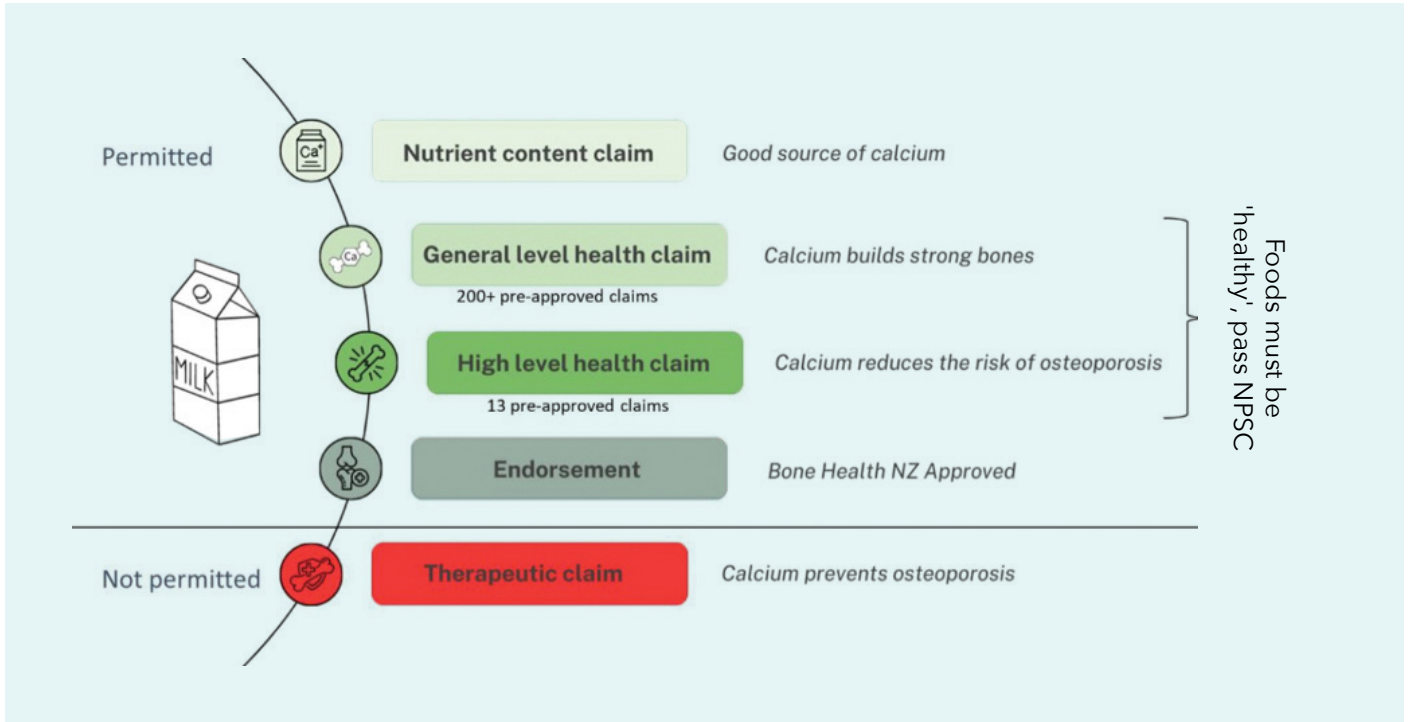 Permitted
Ca+
Nutrient content claim
Good source of calcium
Ca
General level health claim
Calcium builds strong bones
200+ pre-approved claims
MILK
High level health claim
Calcium reduces the risk of osteoporosis
13 pre-approved claims
Foods must be
'healthy', pass NPSC
Endorsement
Bone Health NZ Approved
Not permitted
Therapeutic claim
Calcium prevents osteoporosis